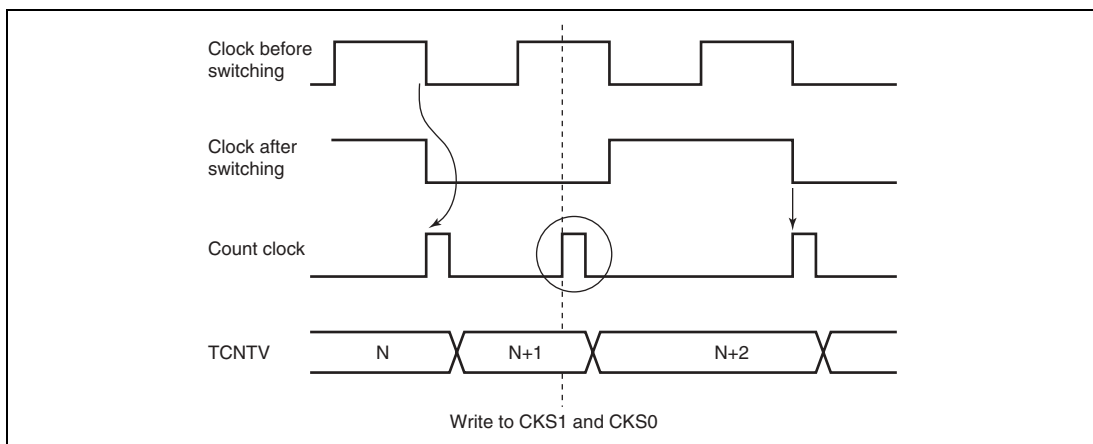 Clock before
switching
Clock after
switching
Count clock
TCNTV
N
N+1
N+2
Write to CKS1 and CKS0